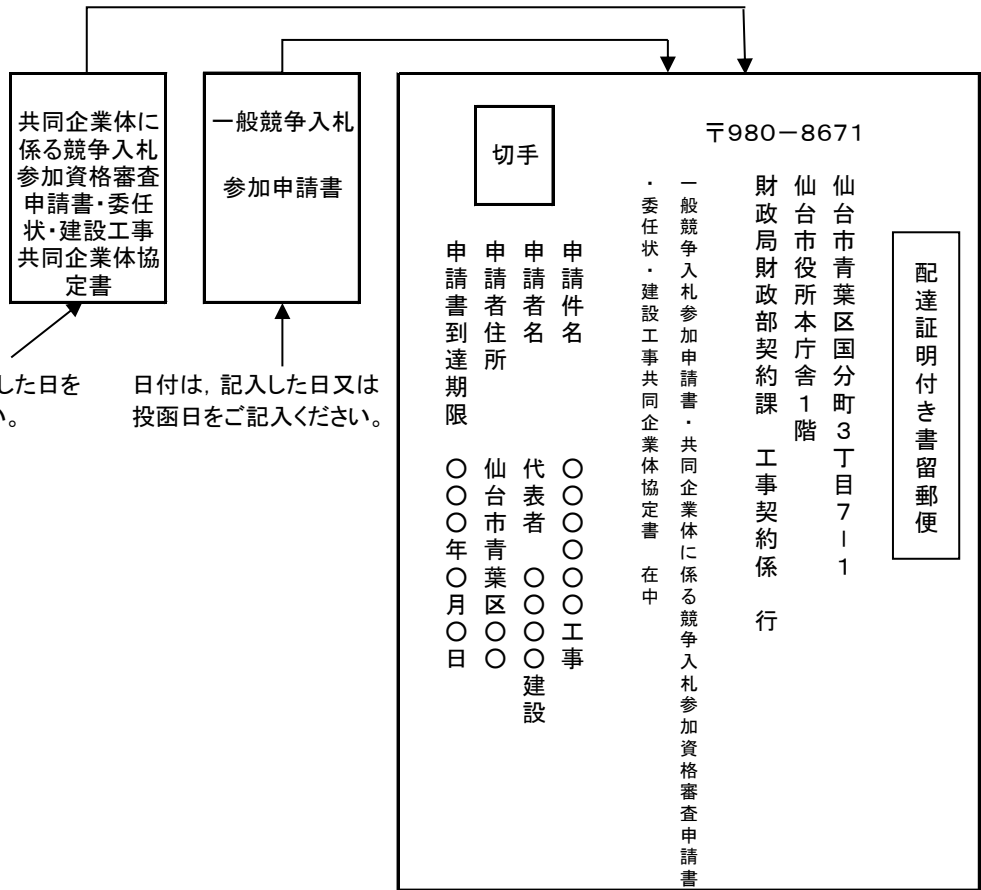 共同企業体に
係る競争入札
参加資格審査
申請書・委任
状・建設工事
共同企業体協
定書
一般競争入札
参加申請書
した日を
い。
日付は，記入した日又は
投函日をご記入ください。
切手
〒980－8671
配達証明付き書留郵便
仙台市青葉区国分町3丁目7ー1
仙台市役所本庁舎1階
財政局財政部契約課　工事契約係　行
一般競争入札参加申請書・共同企業体に係る競争入札参加資格審査申請書
・委任状・建設工事共同企業体協定書　在中
申請件名　〇〇〇〇〇〇工事
申請者名　代表者　〇〇〇〇建設
申請者住所　仙台市青葉区〇〇
申請書到達期限　〇〇〇年〇月〇日